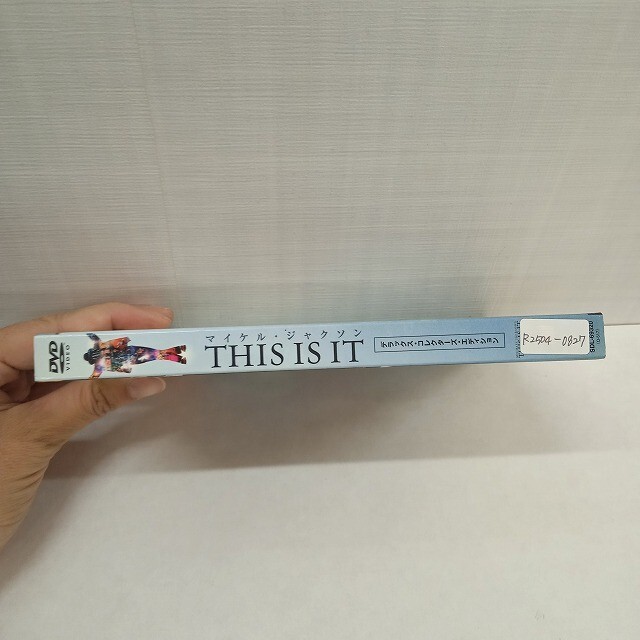 DVD
VIDEO
マイケル・ジャクソン
THIS IS IT
デラックス・コレクターズ・エディション
R2504-0827